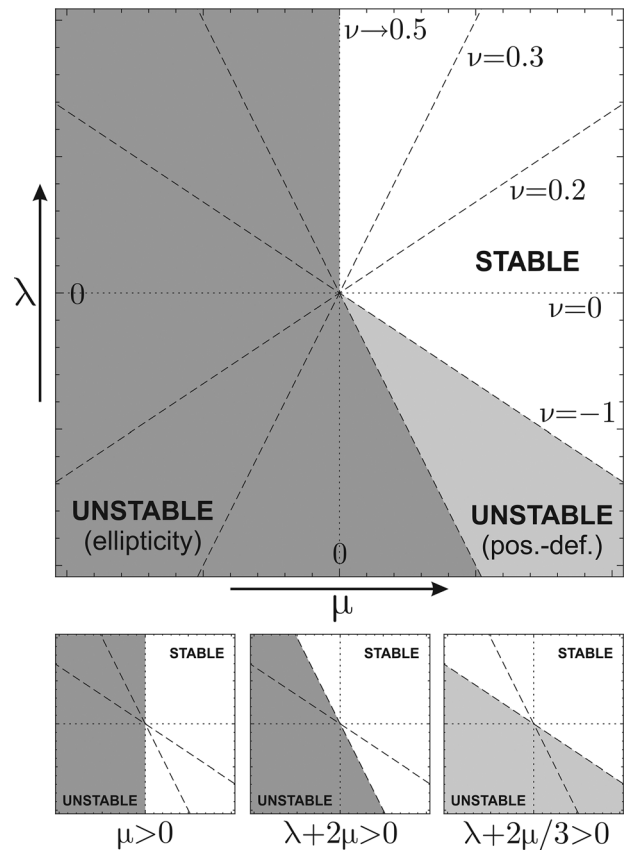 ν→0.5
ν=0.3
ν=0.2
STABLE
λ
0
ν=0
ν=−1
UNSTABLE
(ellipticity)
UNSTABLE
(pos.-def.)
0
μ
STABLE
UNSTABLE
μ>0
STABLE
UNSTABLE
λ+2μ>0
STABLE
UNSTABLE
λ+2μ/3>0